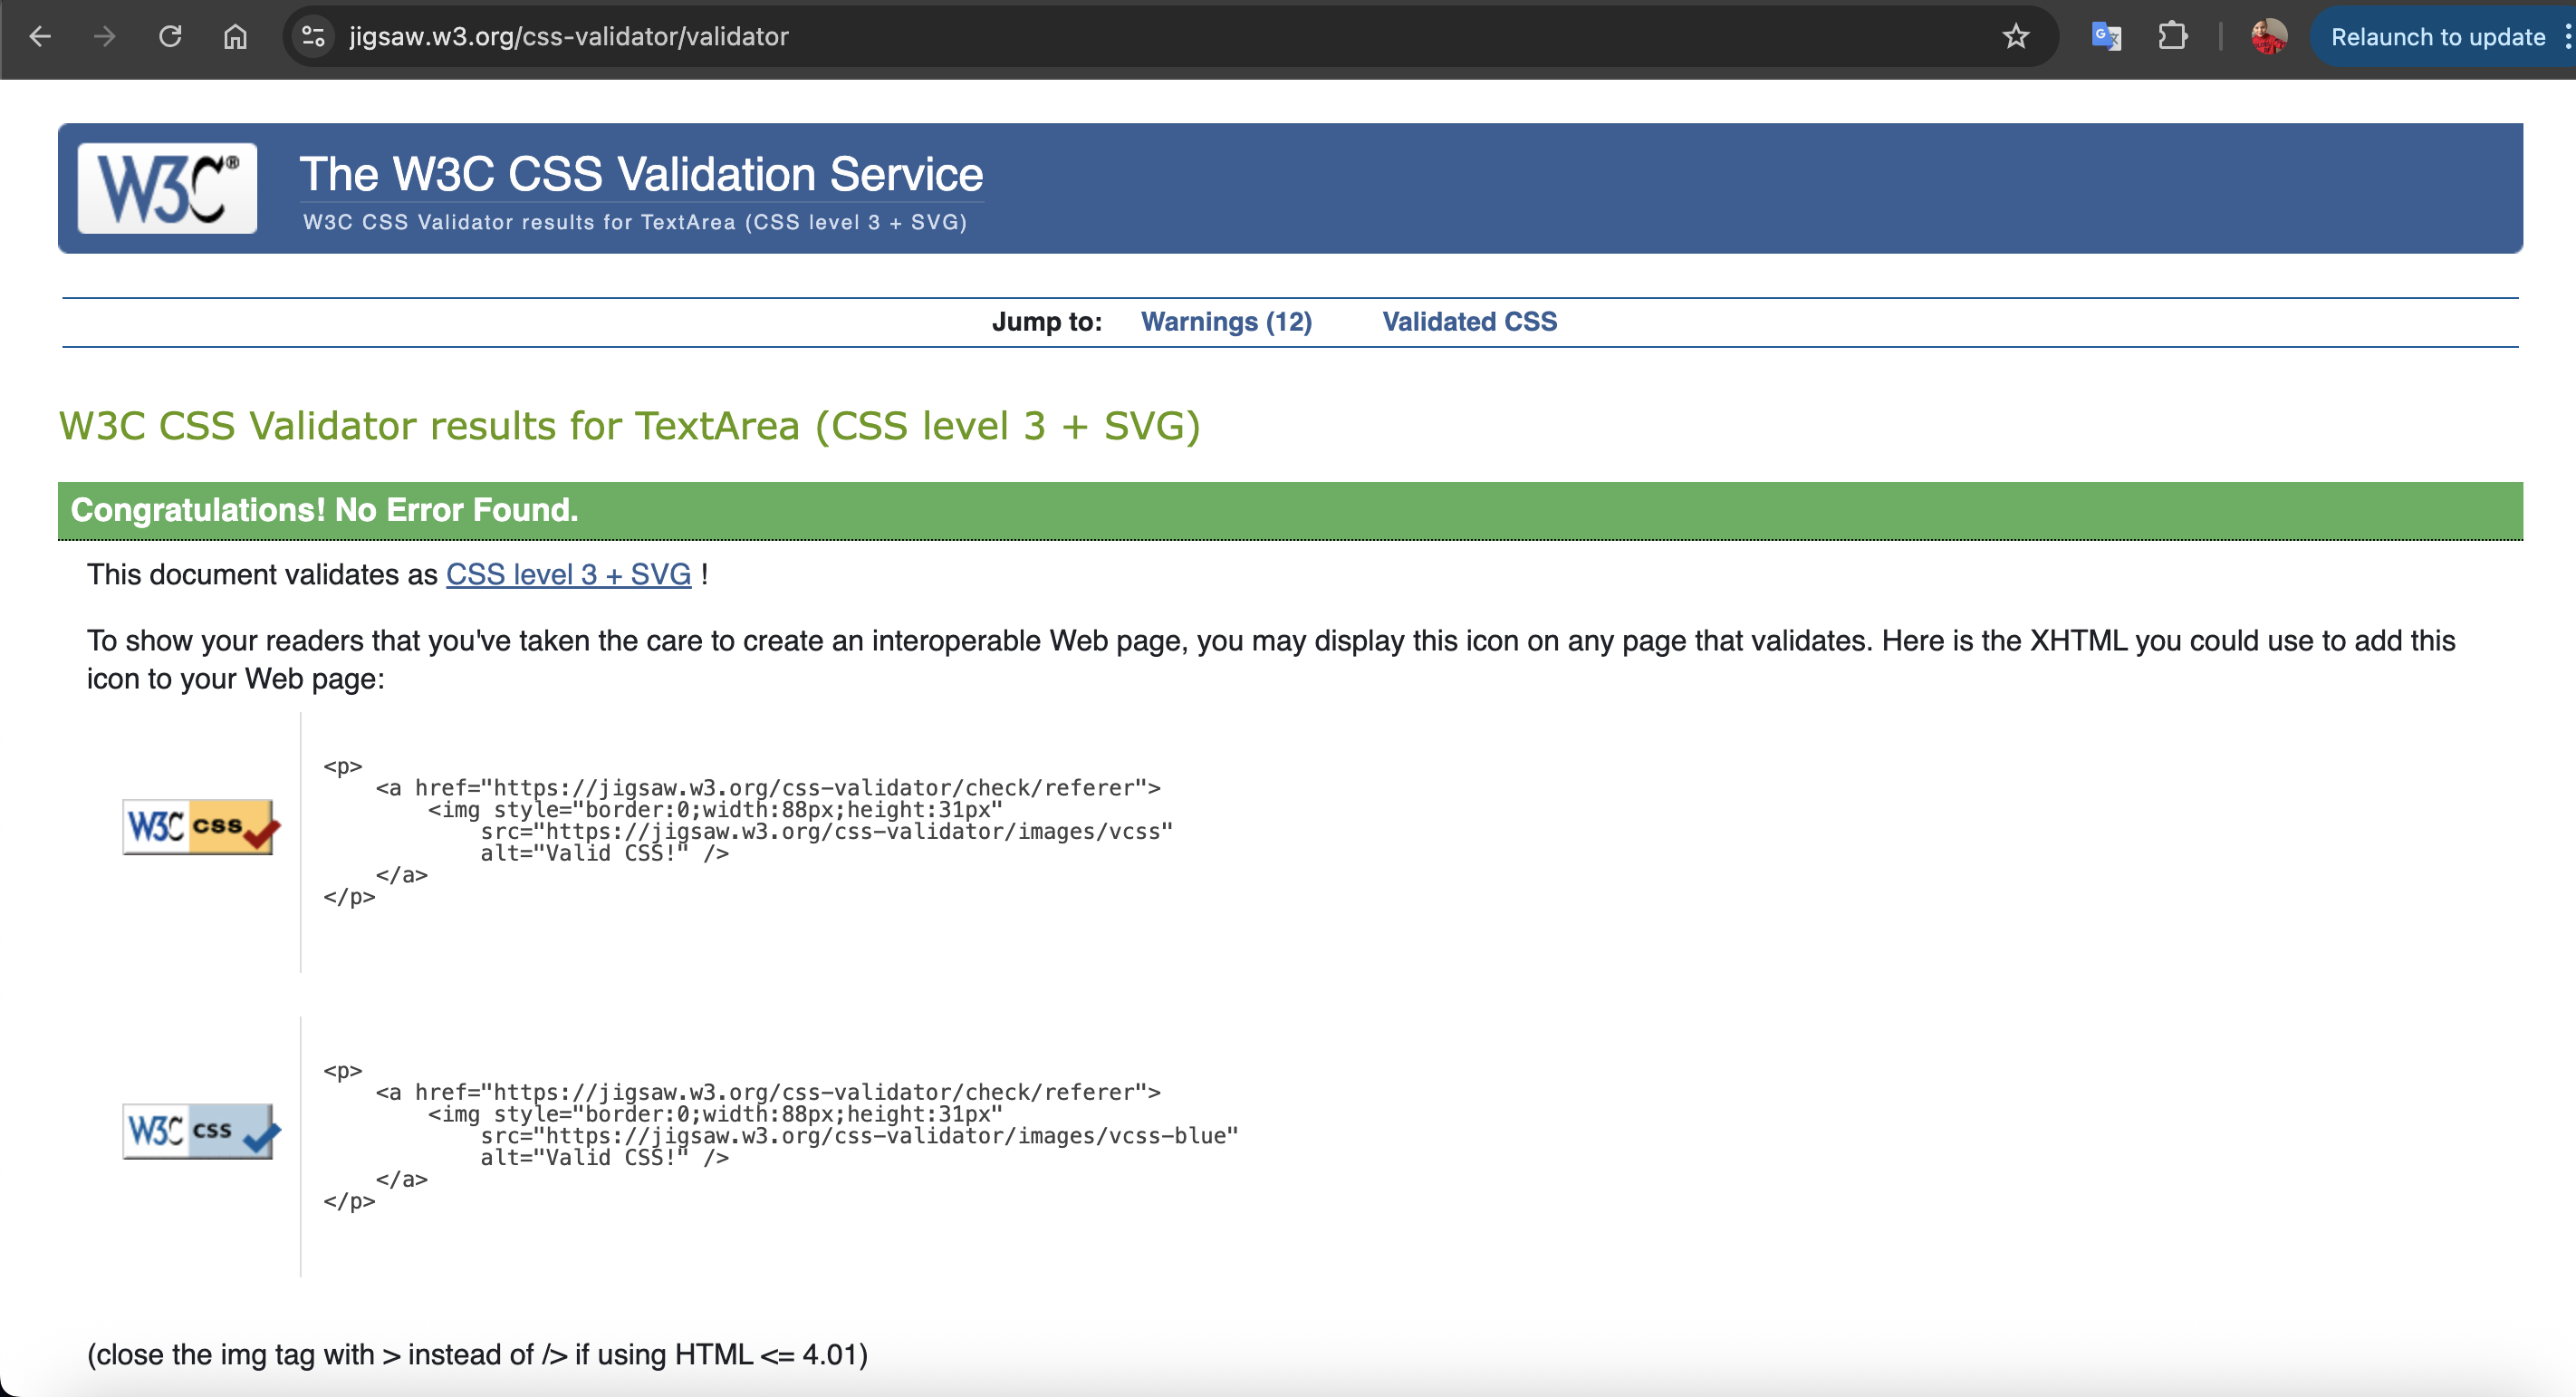 jigsaw.w3.org/css-validator/validator
Relaunch to update
W3C®
The W3C CSS Validation Service
W3C CSS Validator results for TextArea (CSS level 3 + SVG)
Jump to: Warnings (12) Validated CSS
W3C CSS Validator results for TextArea (CSS level 3 + SVG)
Congratulations! No Error Found.
This document validates as CSS level 3 + SVG !
To show your readers that you've taken the care to create an interoperable Web page, you may display this icon on any page that validates. Here is the XHTML you could use to add this
icon to your Web page:
W3C css
<p>
<a href="https://jigsaw.w3.org/css-validator/check/referer">
<img style="border:0;width:88px;height:31px"
src="https://jigsaw.w3.org/css-validator/images/vcss"
alt="Valid CSS!" />
</a>
</p>
W3C css
<p>
<a href="https://jigsaw.w3.org/css-validator/check/referer">
<img style="border:0;width:88px;height:31px"
src="https://jigsaw.w3.org/css-validator/images/vcss-blue"
alt="Valid CSS!" />
</a>
</p>
(close the img tag with > instead of /> if using HTML <= 4.01)